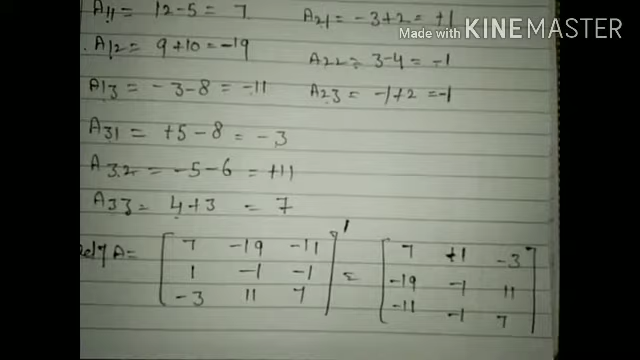 A11 = 12-5 = 7 A21 = -3+2 = +1
Made with KINEMASTER
A12 = 9+10 = -19 A22 = 3-4 = -1
A13 = -3-8 = -11 A23 = -1+2 = -1
A31 = +5-8 = -3
A32 = -5-6 = +11
A33 = 4+3 = 7
adj A = [7 -19 -11]' = [7 +1 -3]
[1 -1 -1] [-19 -1 11]
[-3 11 7] [-11 -1 7]